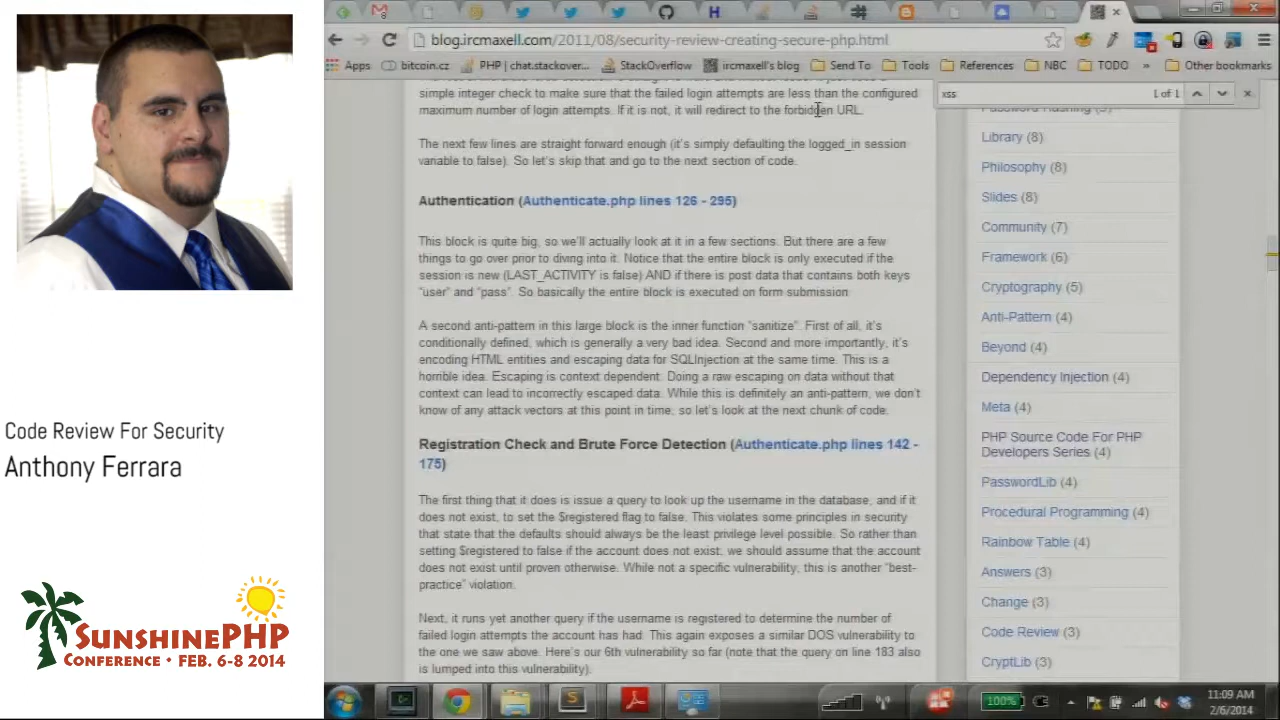 blog.ircmaxell.com/2011/08/security-review-creating-secure-php.html
Apps
bitcoin.cz
PHP | chat.stackover...
StackOverflow
ircmaxell's blog
Send To
Tools
References
NBC
TODO
»
Other bookmarks
xss
1 of 1
simple integer check to make sure that the failed login attempts are less than the configured
maximum number of login attempts. If it is not, it will redirect to the forbidden URL.
The next few lines are straight forward enough (it's simply defaulting the logged_in session
variable to false). So let's skip that and go to the next section of code.
Authentication (Authenticate.php lines 126 - 295)
This block is quite big, so we'll actually look at it in a few sections. But there are a few
things to go over prior to diving into it. Notice that the entire block is only executed if the
session is new (LAST_ACTIVITY is false) AND if there is post data that contains both keys
"user" and "pass". So basically the entire block is executed on form submission
A second anti-pattern in this large block is the inner function "sanitize". First of all, it's
conditionally defined, which is generally a very bad idea. Second and more importantly, it's
encoding HTML entities and escaping data for SQLInjection at the same time. This is a
horrible idea. Escaping is context dependent. Doing a raw escaping on data without that
context can lead to incorrectly escaped data. While this is definitely an anti-pattern, we don't
know of any attack vectors at this point in time, so let's look at the next chunk of code.
Registration Check and Brute Force Detection (Authenticate.php lines 142 -
175)
The first thing that it does is issue a query to look up the username in the database, and if it
does not exist, to set the $registered flag to false. This violates some principles in security
that state that the defaults should always be the least privilege level possible. So rather than
setting $registered to false if the account does not exist, we should assume that the account
does not exist until proven otherwise. While not a specific vulnerability, this is another "best-
practice" violation.
Next, it runs yet another query if the username is registered to determine the number of
failed login attempts the account has had. This again exposes a similar DOS vulnerability to
the one we saw above. Here's our 6th vulnerability so far (note that the query on line 183 also
is lumped into this vulnerability).
Library (8)
Philosophy (8)
Slides (8)
Community (7)
Framework (6)
Cryptography (5)
Anti-Pattern (4)
Beyond (4)
Dependency Injection (4)
Meta (4)
PHP Source Code For PHP
Developers Series (4)
PasswordLib (4)
Procedural Programming (4)
Rainbow Table (4)
Answers (3)
Change (3)
Code Review (3)
CryptLib (3)
Code Review For Security
Anthony Ferrara
SUNSHINEPHP
CONFERENCE • FEB. 6-8 2014
100%
11:09 AM
2/6/2014